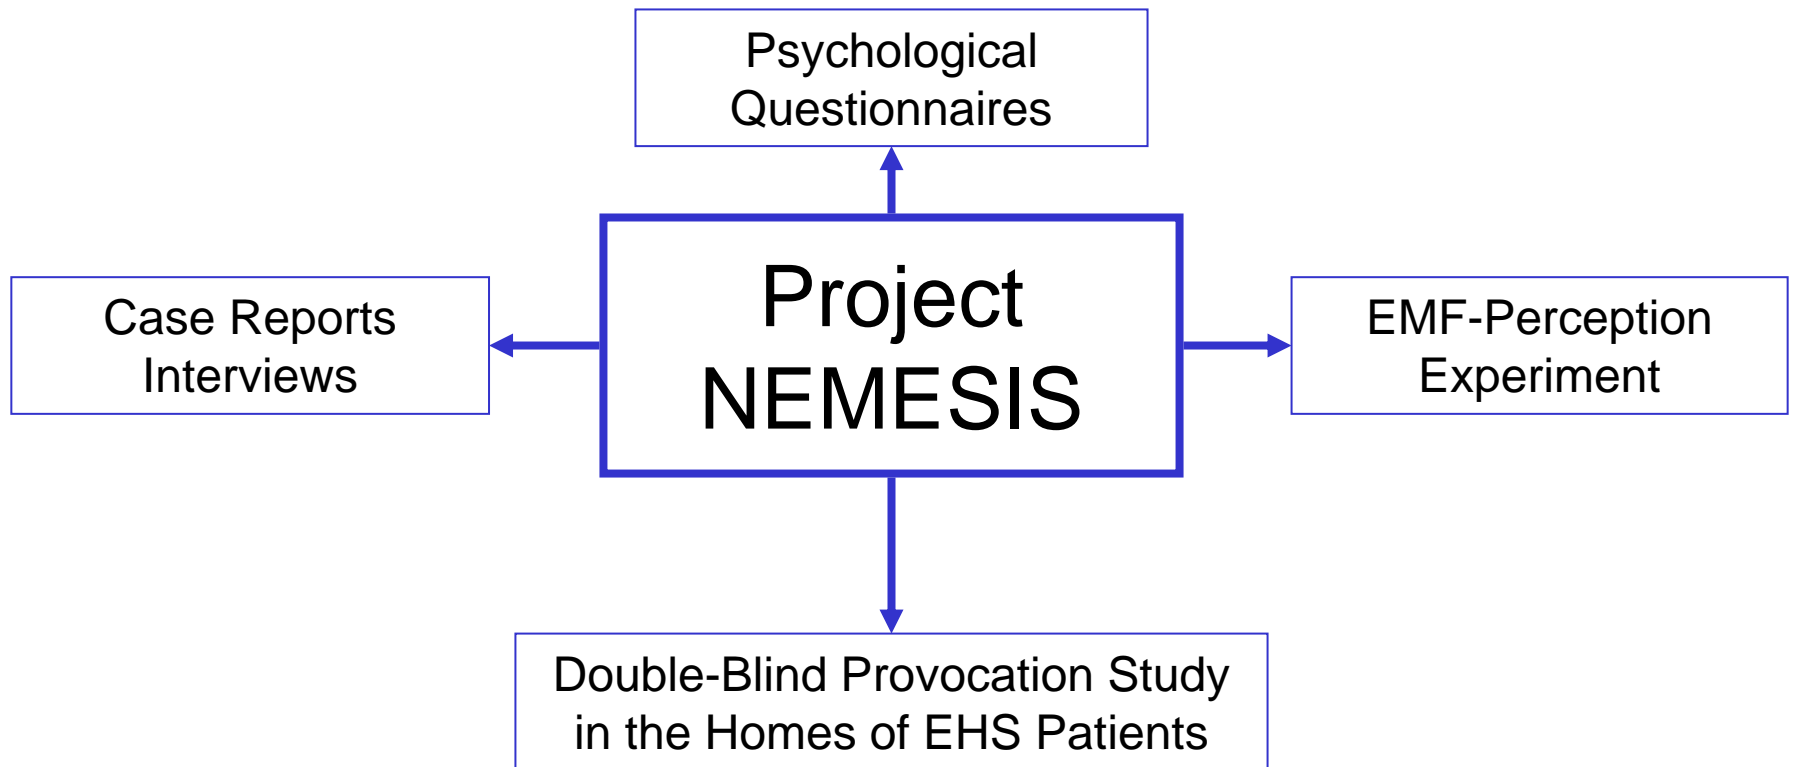 Psychological
Questionnaires
Project
NEMESIS
Case Reports
Interviews
EMF-Perception
Experiment
Double-Blind Provocation Study
in the Homes of EHS Patients